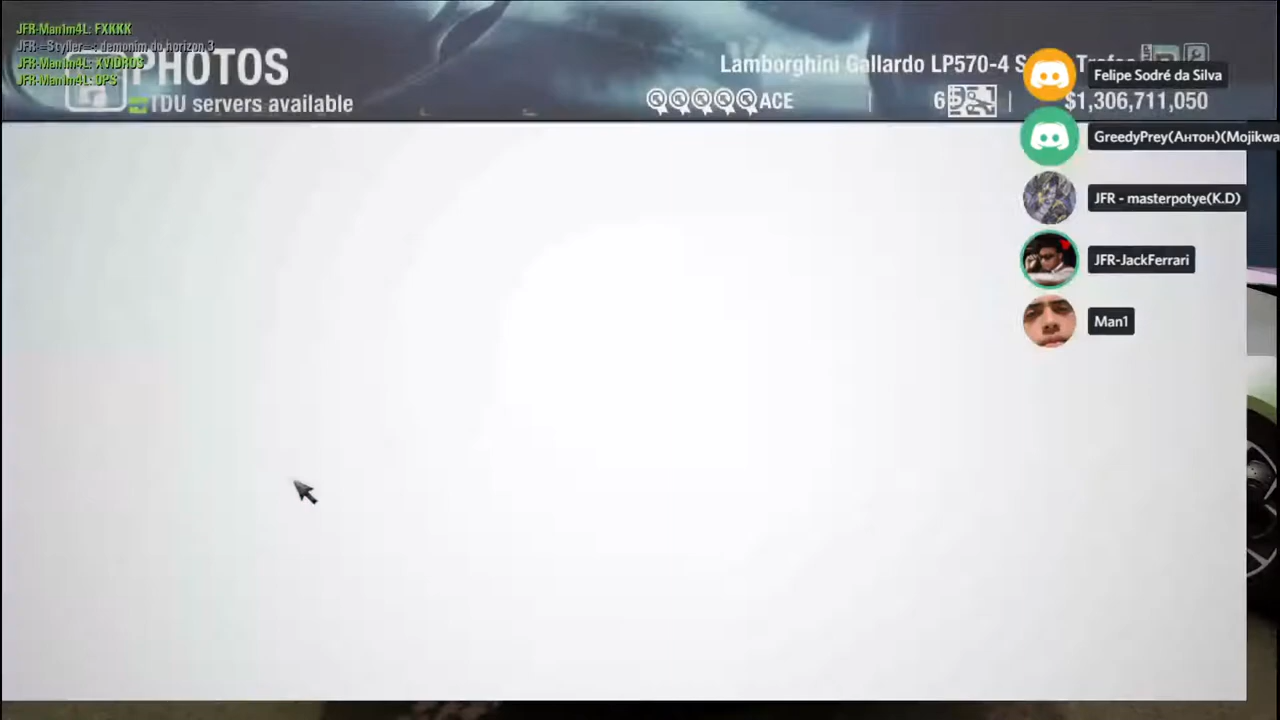 JFR-Man1m4L: FXKKK
JFR-=Styller=-: demonim do horizon 3
JFR-Man1m4L: XVIDROS
JFR-Man1m4L: OPS
PHOTOS
TDU servers available
Lamborghini Gallardo LP570-4
ACE
$1,306,711,050
Felipe Sodré da Silva
GreedyPrey(Антон)(Mojikwa
JFR - masterpotye(K.D)
JFR-JackFerrari
Man1